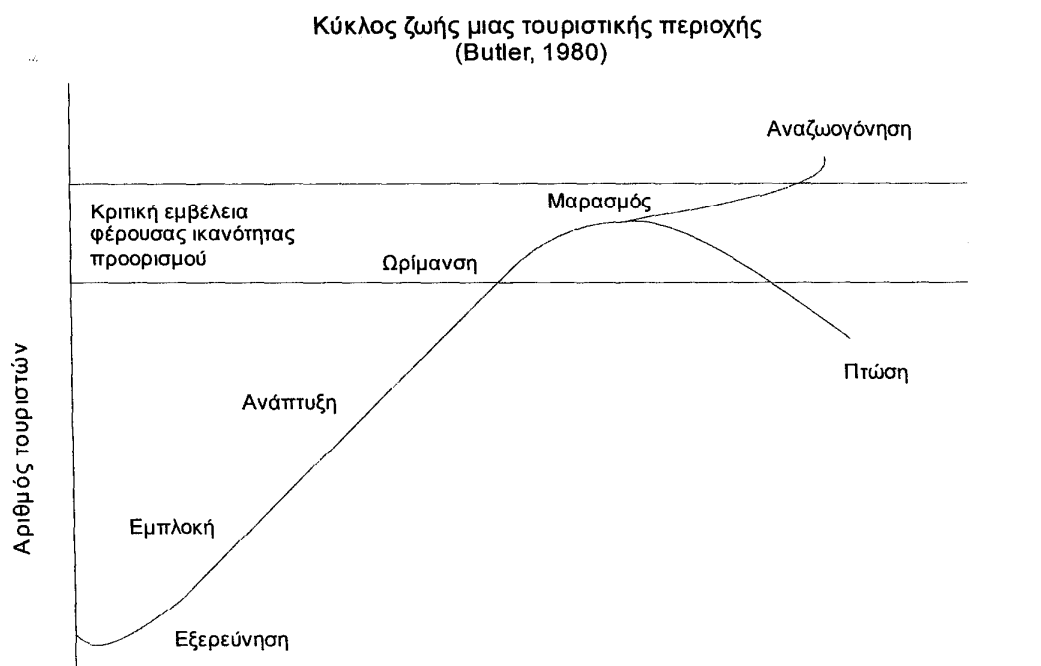 Κύκλος ζωής μιας τουριστικής περιοχής
(Butler, 1980)
Αναζωογόνηση
Μαρασμός
Κριτική εμβέλεια
φέρουσας ικανότητας
προορισμού
Ωρίμανση
Πτώση
Ανάπτυξη
Αριθμός τουριστών
Εμπλοκή
Εξερεύνηση